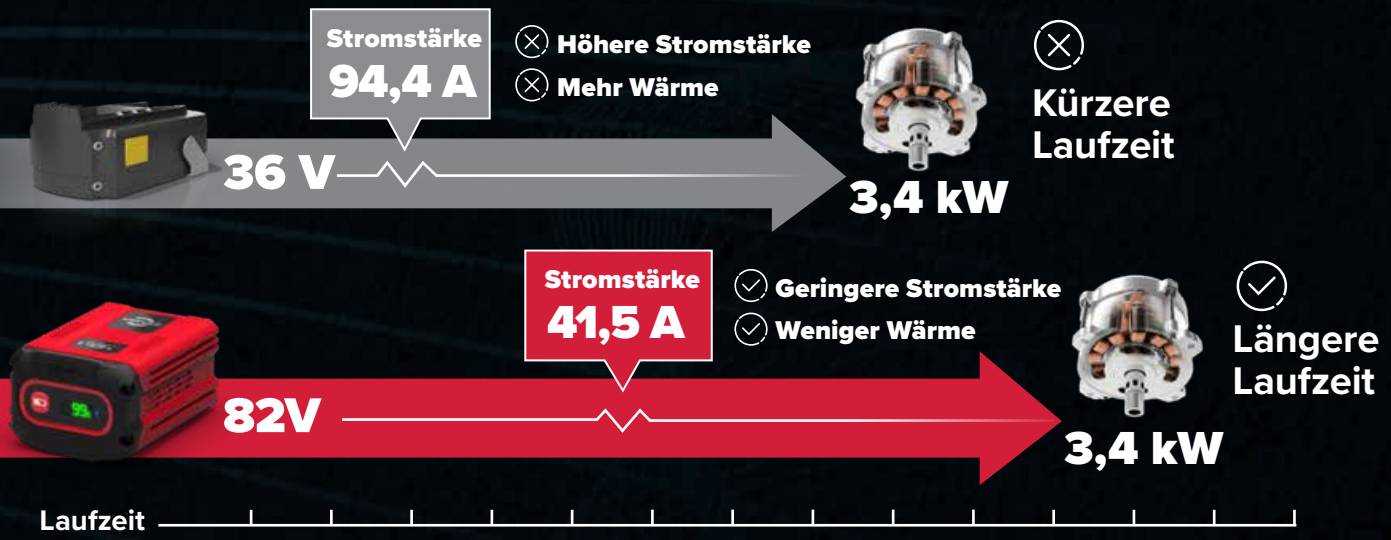 Stromstärke
94,4 A
Höhere Stromstärke
Mehr Wärme
Kürzere
Laufzeit
36 V
3,4 kW
Stromstärke
41,5 A
Geringere Stromstärke
Weniger Wärme
Längere
Laufzeit
82V
3,4 kW
Laufzeit